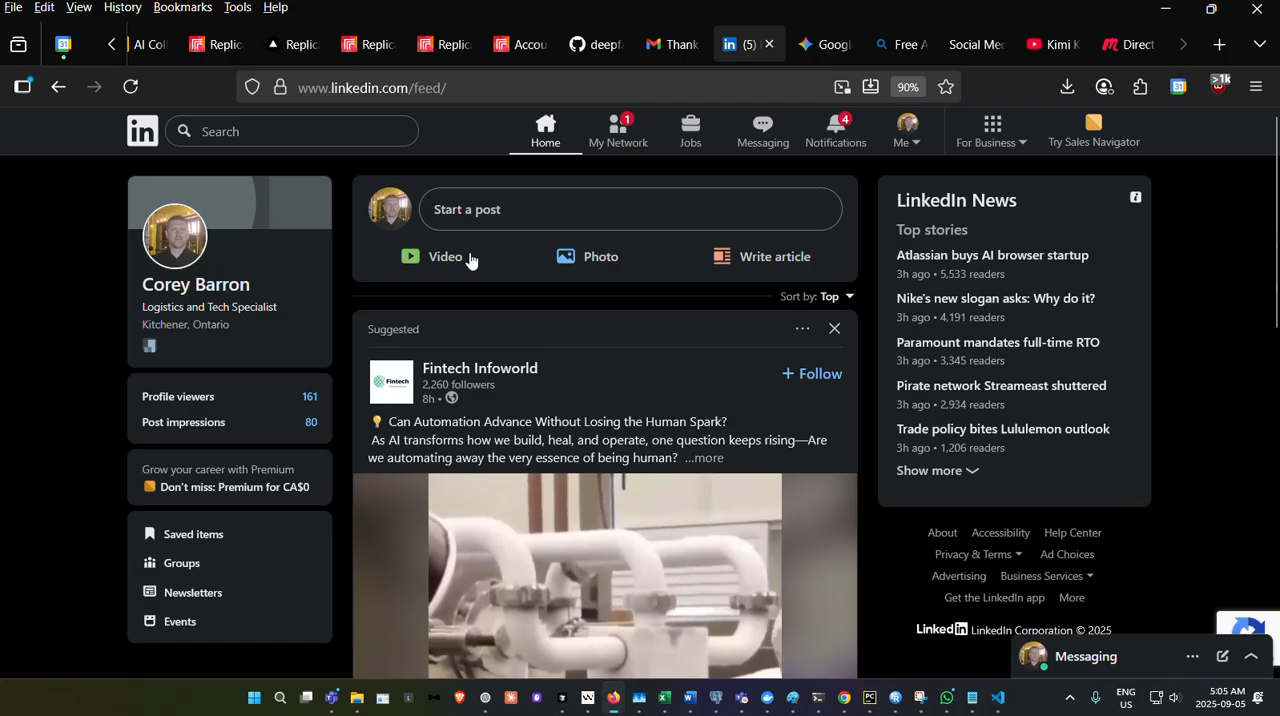 File Edit View History Bookmarks Tools Help
AI Col Replic Replic Replic Replic Accou deepfa Thank (5) Googl Free A Social Med Kimi K Direct
www.linkedin.com/feed/ 90% >1k
in Search Home 1 My Network Jobs Messaging 4 Notifications Me For Business Try Sales Navigator
Start a post
Video Photo Write article
Sort by: Top
Corey Barron
Logistics and Tech Specialist
Kitchener, Ontario
Profile viewers 161
Post impressions 80
Grow your career with Premium
Don't miss: Premium for CA$0
Saved items
Groups
Newsletters
Events
Suggested
Fintech
Fintech Infoworld
2,260 followers
8h •
+ Follow
Can Automation Advance Without Losing the Human Spark?
As AI transforms how we build, heal, and operate, one question keeps rising—Are
we automating away the very essence of being human? ...more
LinkedIn News
Top stories
Atlassian buys AI browser startup
3h ago • 5,533 readers
Nike's new slogan asks: Why do it?
3h ago • 4,191 readers
Paramount mandates full-time RTO
3h ago • 3,345 readers
Pirate network Streameast shuttered
3h ago • 2,934 readers
Trade policy bites Lululemon outlook
3h ago • 1,206 readers
Show more
About Accessibility Help Center
Privacy & Terms Ad Choices
Advertising Business Services
Get the LinkedIn app More
LinkedIn LinkedIn Corporation © 2025
Messaging
ENG
US
5:05 AM
2025-09-05